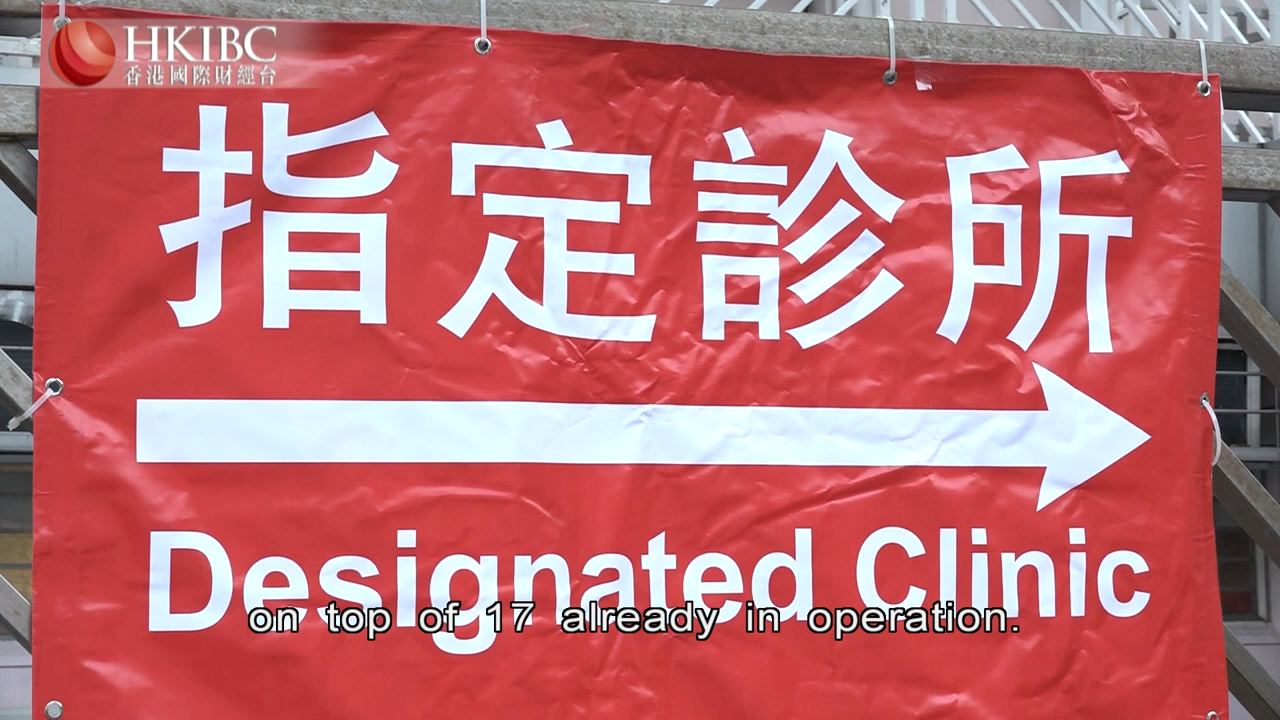 HKIBC
香港國際財經台
指定診所
Designated Clinic
on top of 17 already in operation.